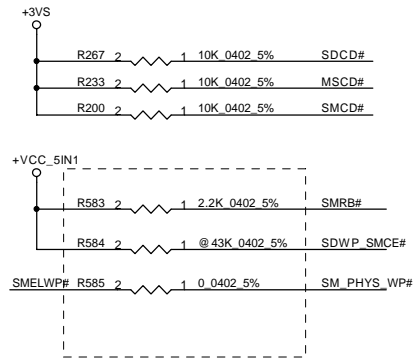 +3VS
R267 2 1 10K_0402_5% SDCD#
R233 2 1 10K_0402_5% MSCD#
R200 2 1 10K_0402_5% SMCD#
+VCC_5IN1
R583 2 1 2.2K_0402_5% SMRB#
R584 2 1 @43K_0402_5% SDWP_SMCE#
SMELWP# R585 2 1 0_0402_5% SM_PHYS_WP#